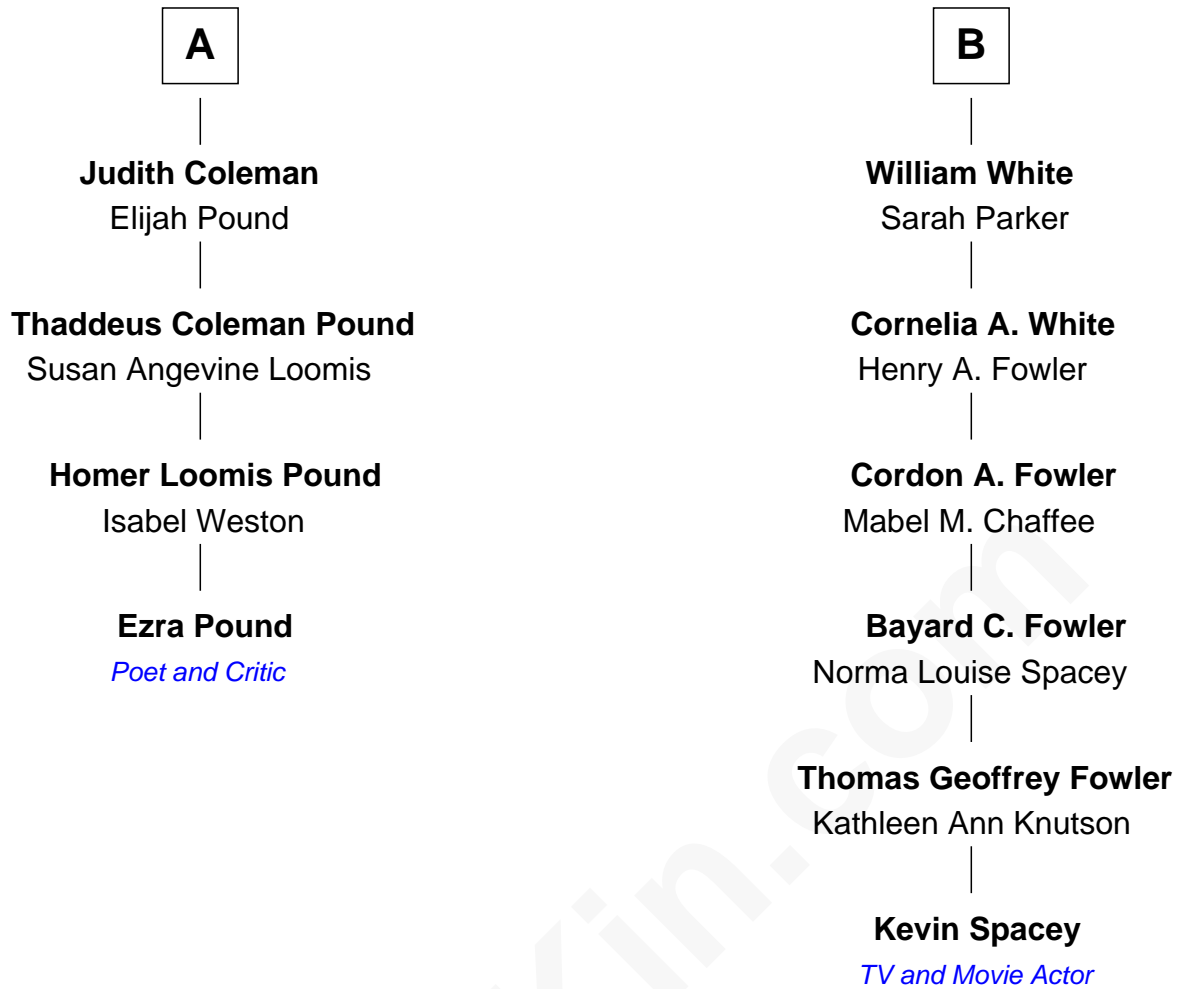 A
Judith Coleman
Elijah Pound
Thaddeus Coleman Pound
Susan Angevine Loomis
Homer Loomis Pound
Isabel Weston
Ezra Pound
Poet and Critic
B
William White
Sarah Parker
Cornelia A. White
Henry A. Fowler
Cordon A. Fowler
Mabel M. Chaffee
Bayard C. Fowler
Norma Louise Spacey
Thomas Geoffrey Fowler
Kathleen Ann Knutson
Kevin Spacey
TV and Movie Actor
Kin.com